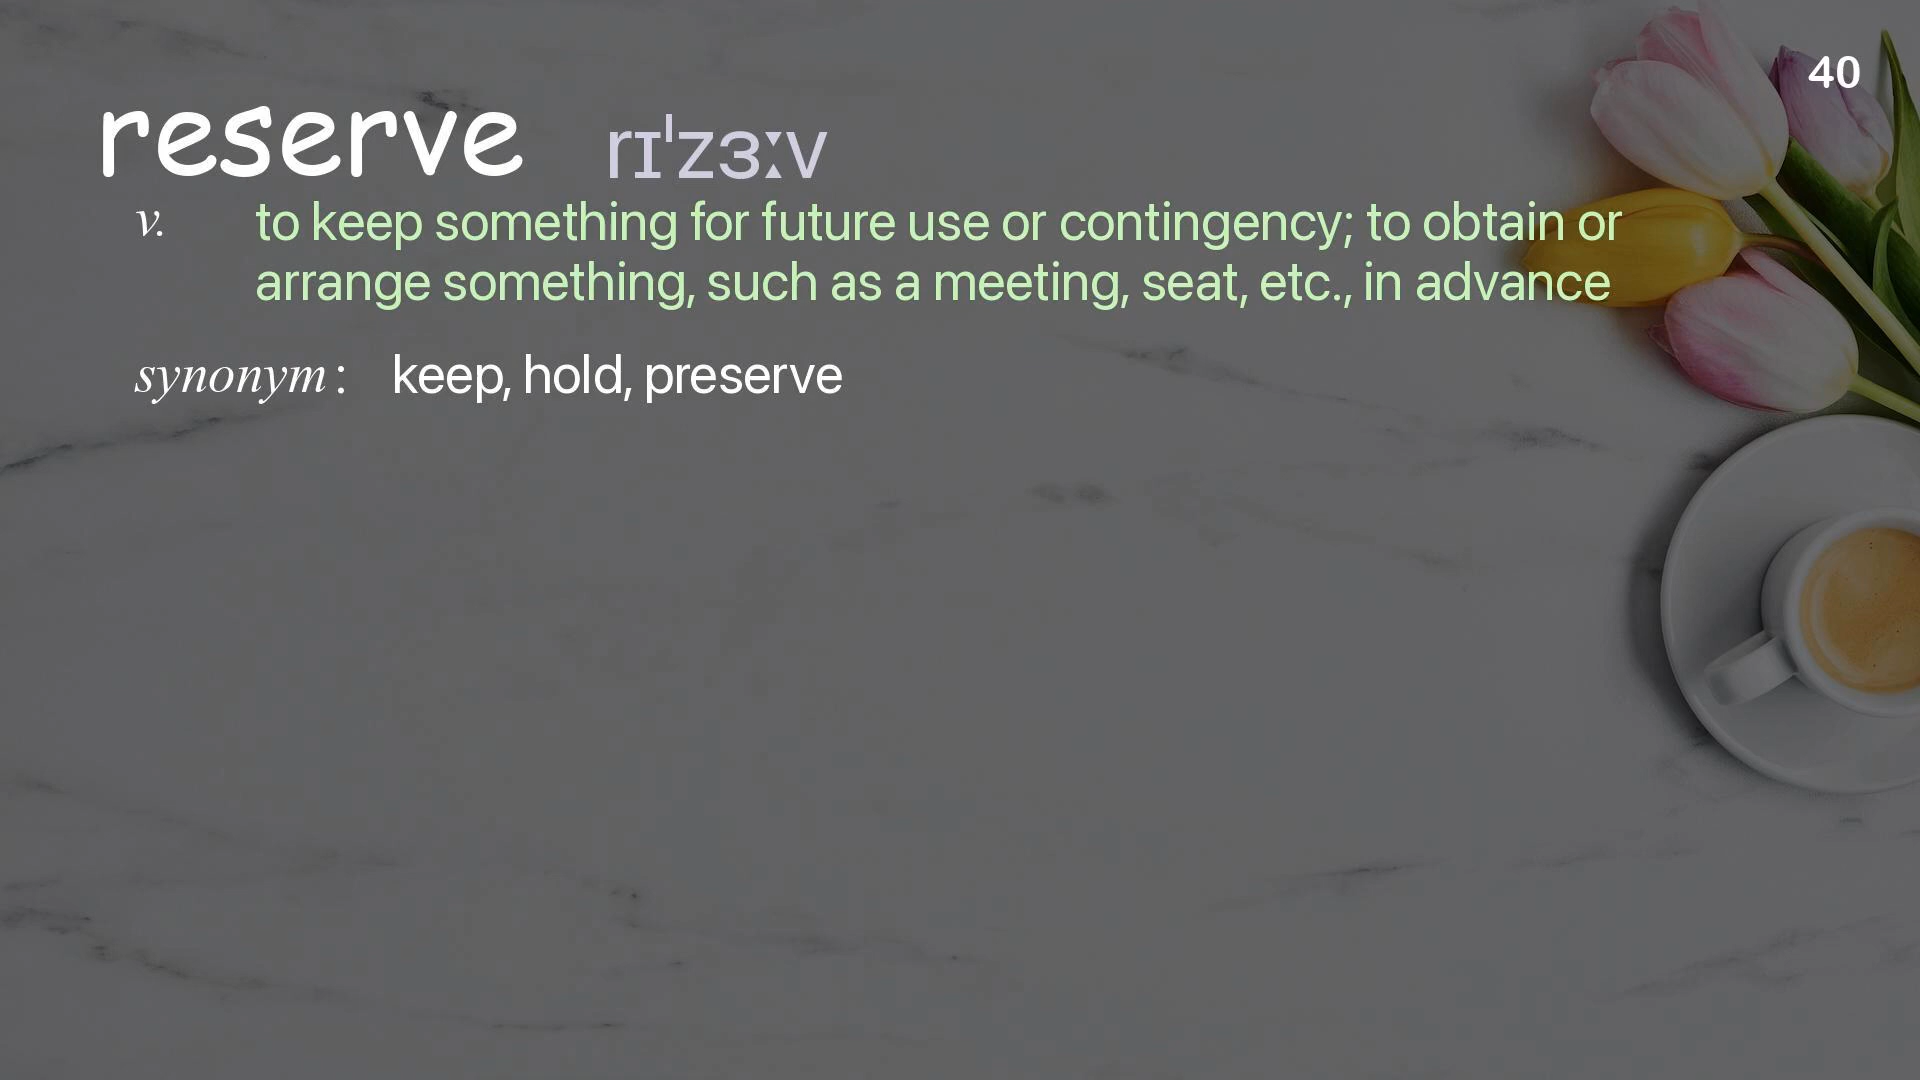 40
reserve rɪˈzɜːv
v. to keep something for future use or contingency; to obtain or
arrange something, such as a meeting, seat, etc., in advance
synonym : keep, hold, preserve